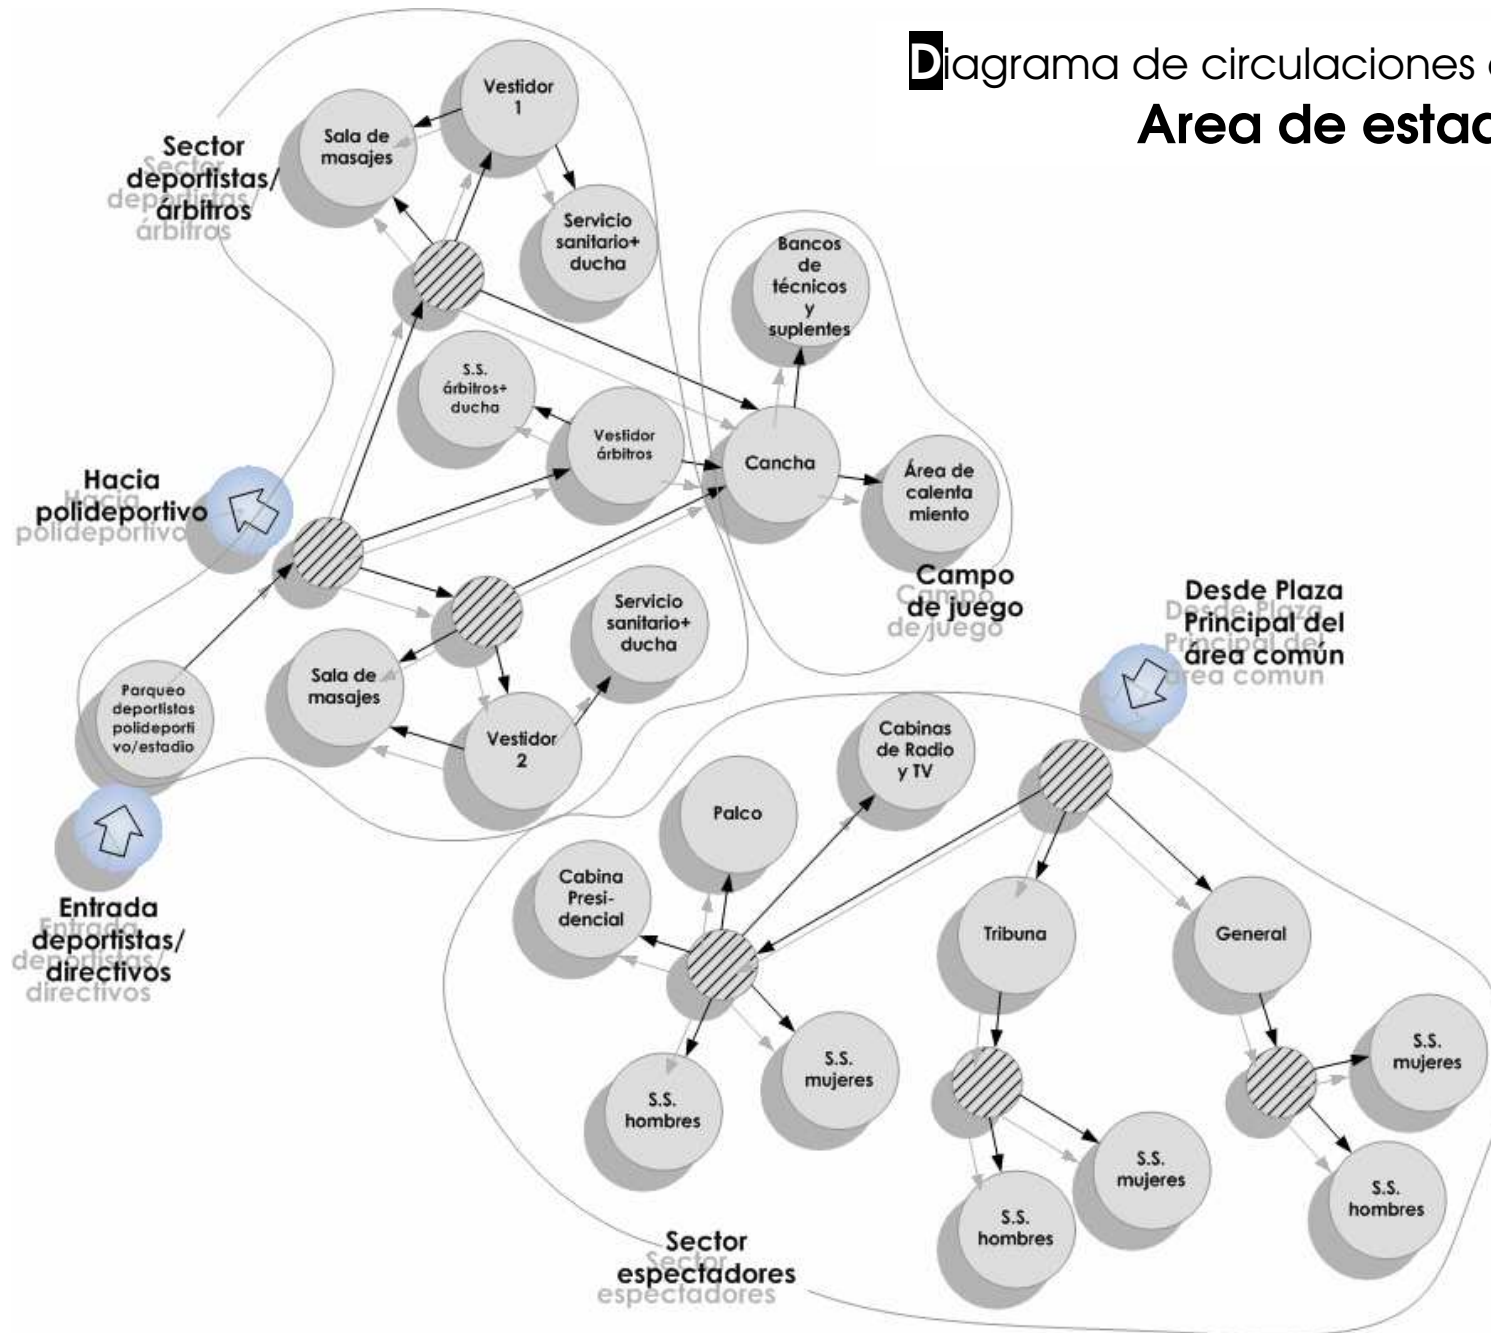 Diagrama de circulaciones
Area de
Vestidor
1
Sala de
masajes
Sector
deportistas/
árbitros
Servicio
sanitario+
ducha
Bancos
de
técnicos
y
suplentes
S.S.
árbitros+
ducha
Vestidor
árbitros
Cancha
Área de
calenta
miento
Hacia
polideportivo
Campo
de juego
Desde Plaza
Principal del
área común
Servicio
sanitario+
ducha
Sala de
masajes
Parqueo
deportistas
polideporti
vo/estadio
Vestidor
2
Cabinas
de Radio
y TV
Palco
Cabina
Presi-
dencial
Entrada
deportistas/
directivos
Tribuna
General
S.S.
mujeres
S.S.
hombres
S.S.
mujeres
S.S.
mujeres
S.S.
hombres
S.S.
hombres
Sector
espectadores